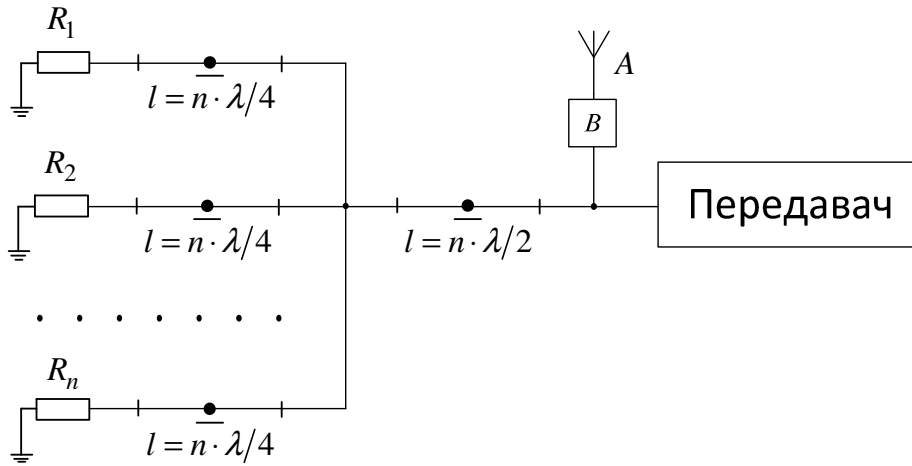 R₁
l = n · λ/4
A
B
R₂
l = n · λ/4
l = n · λ/2
Передавач
Rₙ
l = n · λ/4